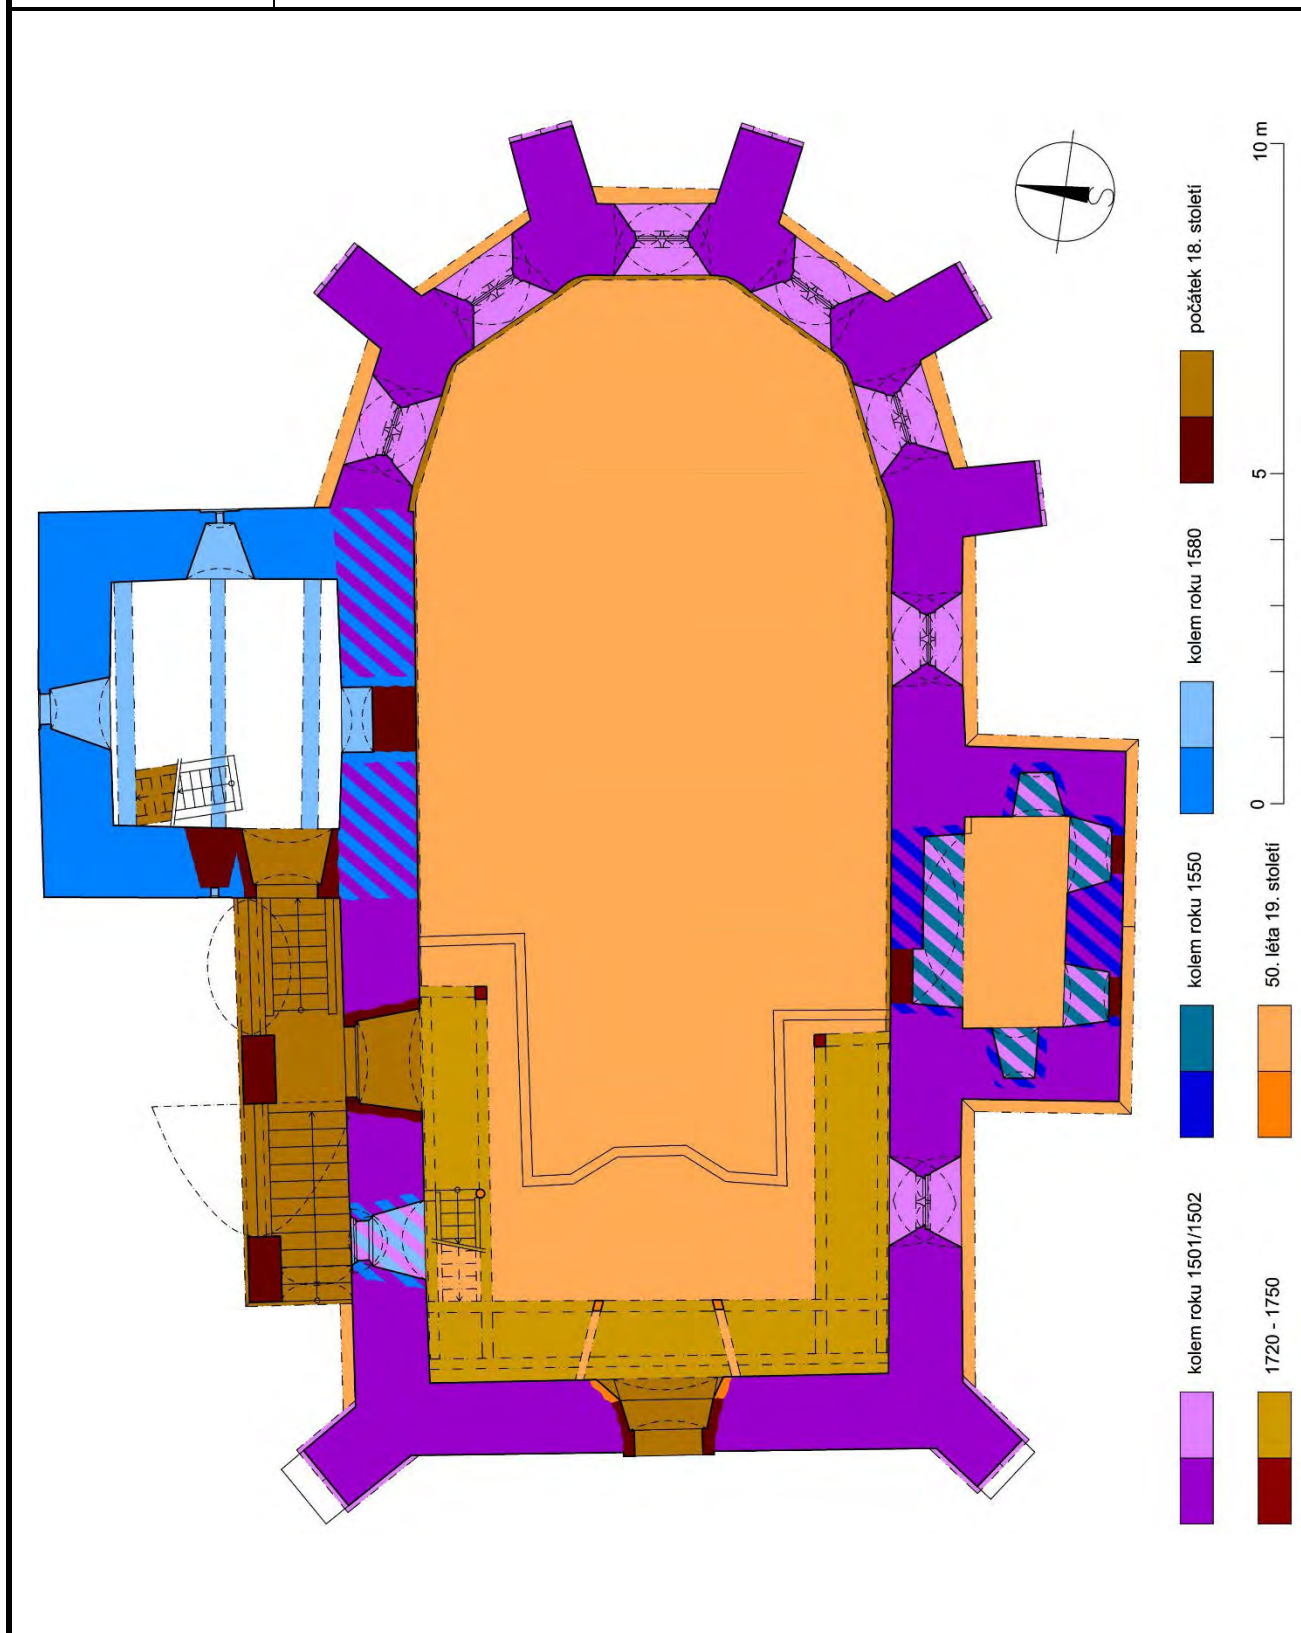 kolem roku 1501/1502
kolem roku 1550
kolem roku 1580
počátek 18. století
1720 - 1750
50. léta 19. století
0
5
10 m
S